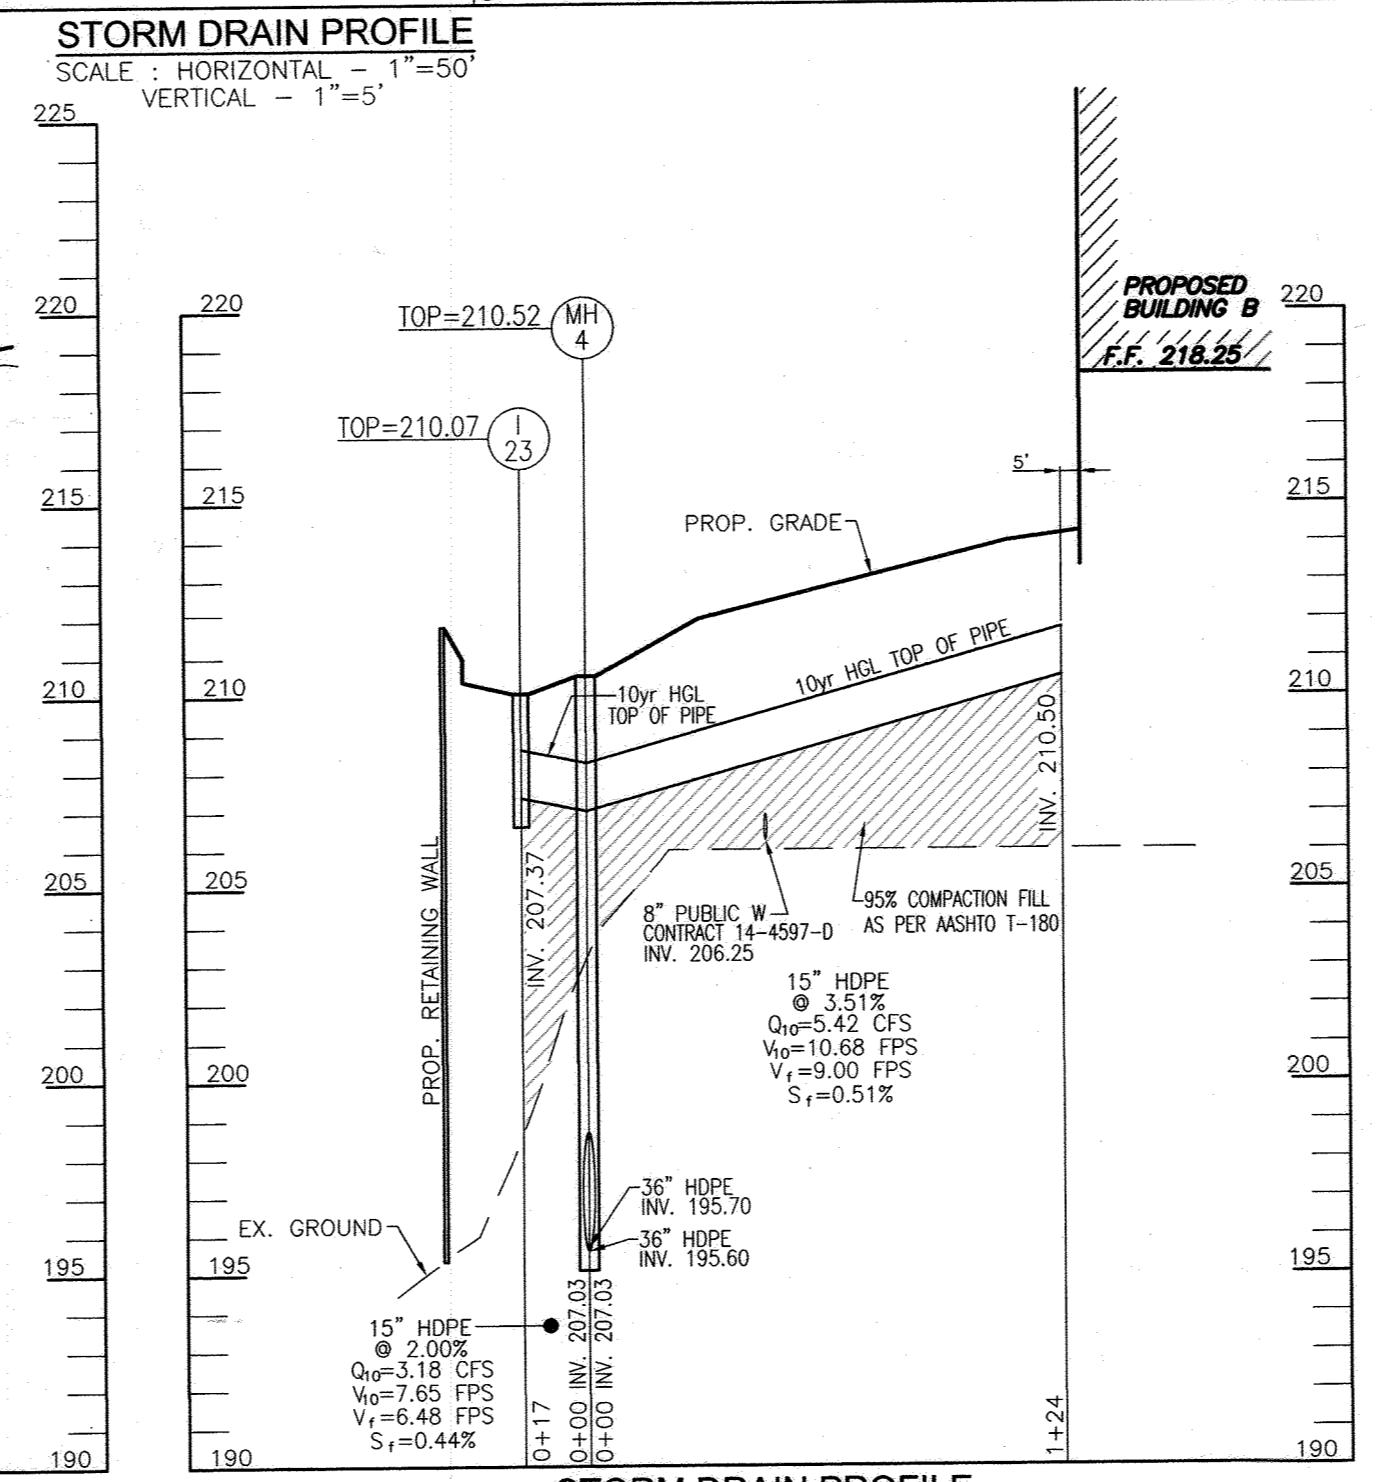 STORM DRAIN PROFILE
SCALE : HORIZONTAL - 1"=50'
VERTICAL - 1"=5'
225
220
215
210
205
200
195
190
220
215
210
205
200
195
190
TOP=210.52
MH
4
TOP=210.07
I
23
PROPOSED
BUILDING B
F.F. 218.25
5'
PROP. GRADE
10yr HGL
TOP OF PIPE
10yr HGL TOP OF PIPE
INV. 210.50
PROP. RETAINING WALL
INV. 207.37
8" PUBLIC W
CONTRACT 14-4597-D
INV. 206.25
95% COMPACTION FILL
AS PER AASHTO T-180
15" HDPE
@ 3.51%
Q10=5.42 CFS
V10=10.68 FPS
Vf=9.00 FPS
Sf=0.51%
36" HDPE
INV. 195.70
36" HDPE
INV. 195.60
EX. GROUND
15" HDPE
@ 2.00%
Q10=3.18 CFS
V10=7.65 FPS
Vf=6.48 FPS
Sf=0.44%
0+17
0+00 INV. 207.03
0+00 INV. 207.03
1+24
220
215
210
205
200
195
190
STORM DRAIN PROFILE